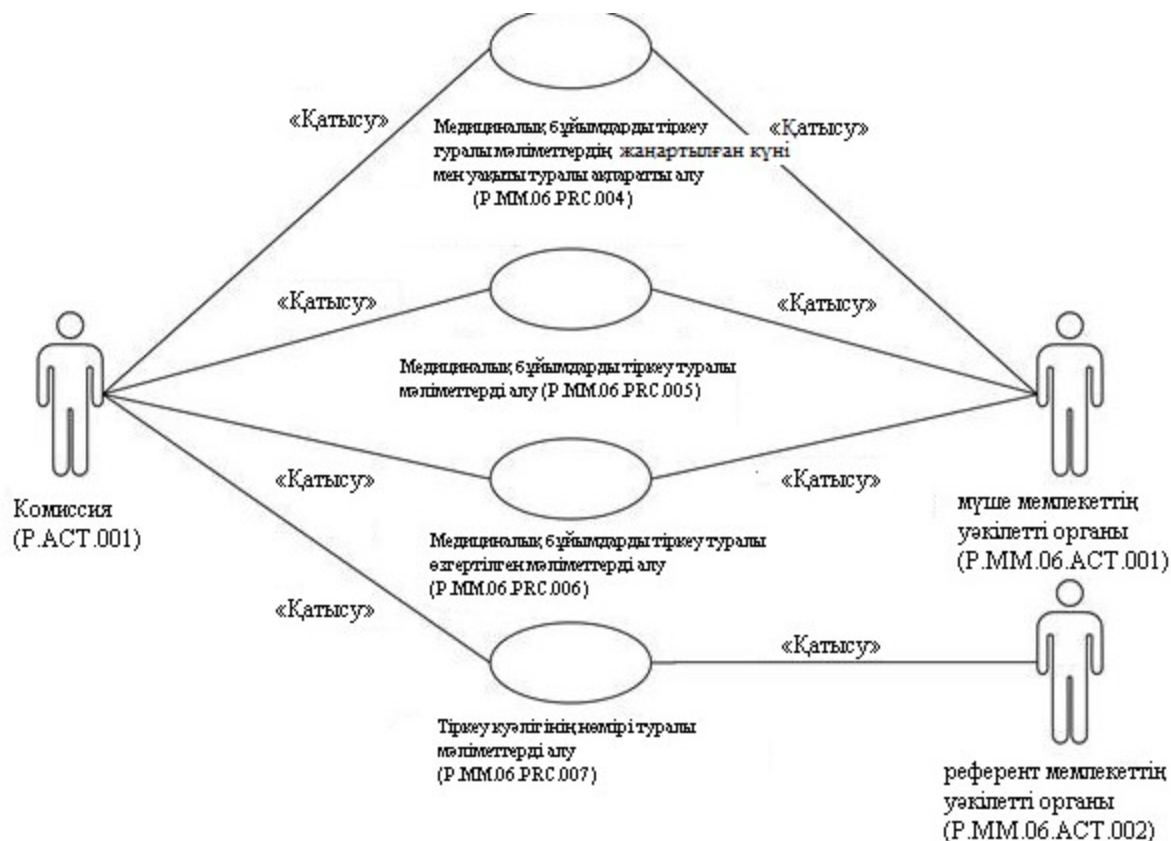 «Қатысу»
Медициналық бұйымдарды тіркеу
туралы мәліметтердің жаңартылған күні
мен уақыты туралы ақпаратты алу
(P.MM.06.PRC.004)
«Қатысу»
«Қатысу»
«Қатысу»
Медициналық бұйымдарды тіркеу туралы
мәліметтерді алу (P.MM.06.PRC.005)
Комиссия
(P.ACT.001)
«Қатысу»
«Қатысу»
мүше мемлекеттің
уәкілетті органы
(P.MM.06.ACT.001)
Медициналық бұйымдарды тіркеу туралы
өзгертілген мәліметтерді алу
(P.MM.06.PRC.006)
«Қатысу»
«Қатысу»
Тіркеу куәлігінің нөмірі туралы
мәліметтерді алу
(P.MM.06.PRC.007)
референт мемлекеттің
уәкілетті органы
(P.MM.06.ACT.002)